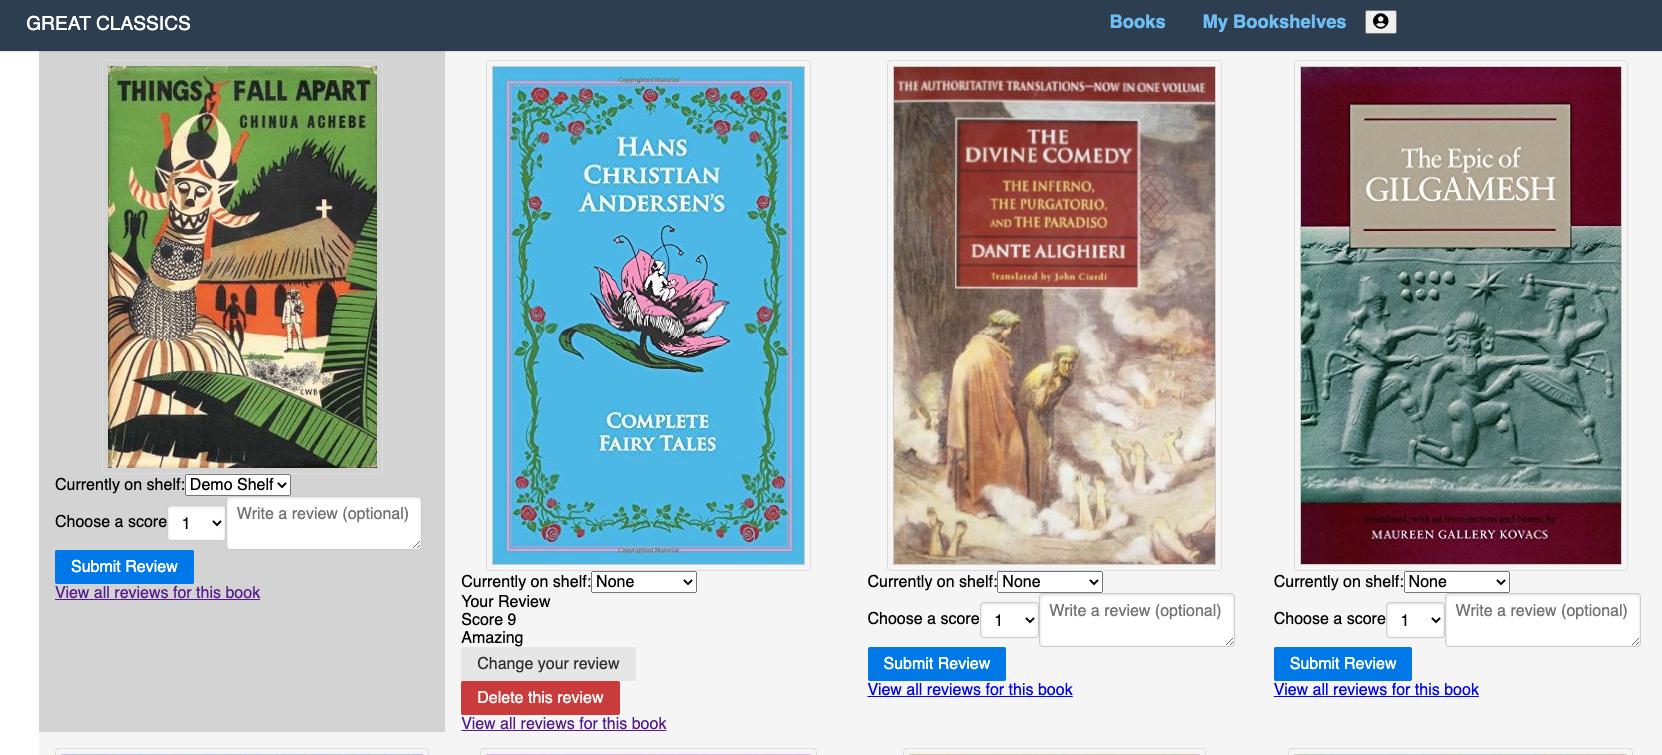 GREAT CLASSICS
Books
My Bookshelves
THINGS FALL APART
CHINUA ACHEBE
CWB
Currently on shelf: Demo Shelf
Choose a score 1
Write a review (optional)
Submit Review
View all reviews for this book
Copyrighted Material
HANS
CHRISTIAN
ANDERSEN'S
COMPLETE
FAIRY TALES
Copyrighted Material
Currently on shelf: None
Your Review
Score 9
Amazing
Change your review
Delete this review
View all reviews for this book
THE AUTHORITATIVE TRANSLATIONS—NOW IN ONE VOLUME
THE
DIVINE COMEDY
THE INFERNO,
THE PURGATORIO,
AND THE PARADISO
DANTE ALIGHIERI
Translated by John Ciardi
Currently on shelf: None
Choose a score 1
Write a review (optional)
Submit Review
View all reviews for this book
The Epic of
GILGAMESH
Translated, with an Introduction and Notes, by
MAUREEN GALLERY KOVACS
Currently on shelf: None
Choose a score 1
Write a review (optional)
Submit Review
View all reviews for this book